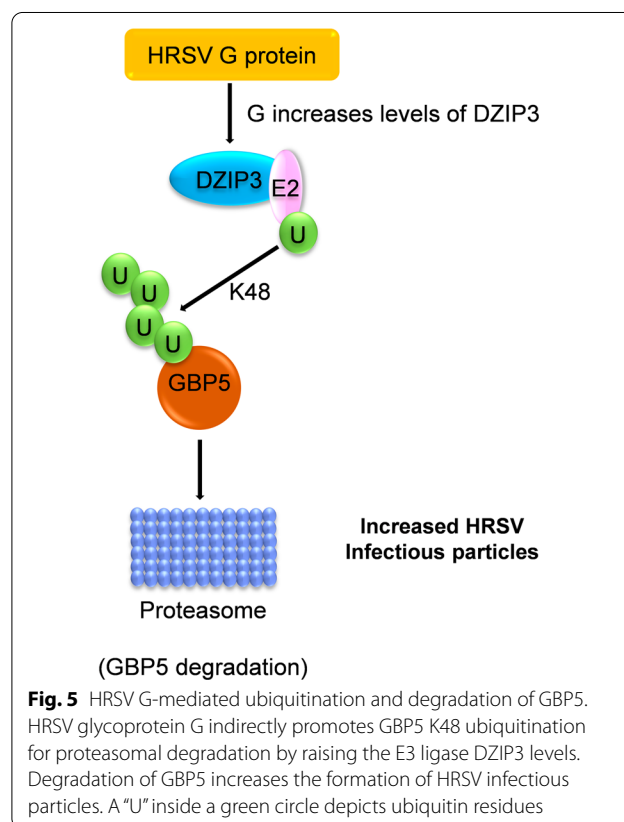 HRSV G protein
G increases levels of DZIP3
DZIP3
E2
U
K48
U
U
U
U
GBP5
Increased HRSV
Infectious particles
Proteasome
(GBP5 degradation)
Fig. 5 HRSV G-mediated ubiquitination and degradation of GBP5.
HRSV glycoprotein G indirectly promotes GBP5 K48 ubiquitination
for proteasomal degradation by raising the E3 ligase DZIP3 levels.
Degradation of GBP5 increases the formation of HRSV infectious
particles. A “U” inside a green circle depicts ubiquitin residues